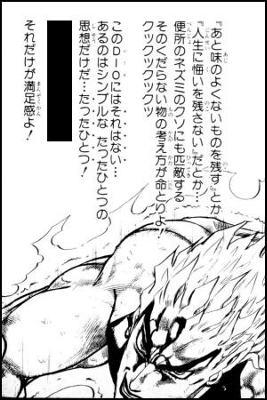 『あと味のよくないものを残す』とか
『人生に悔いを残さない』だとか…
便所のネズミのクソにも匹敵する
そのくだらない物の考え方が命とりよ！
クックックックッ
このDIOにはそれはない…
あるのはシンプルな たったひとつの
思想だけだ…たったひとつ！
それだけが満足感よ！